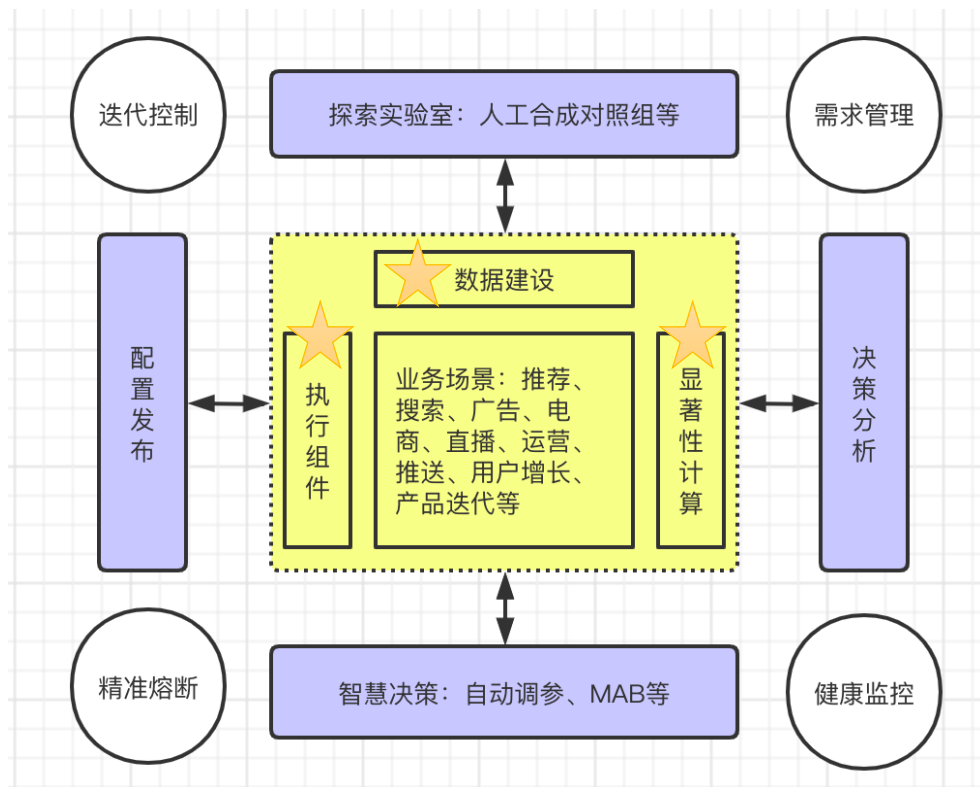 迭代控制
探索实验室：人工合成对照组等
需求管理
数据建设
配置发布
执行组件
业务场景：推荐、
搜索、广告、电
商、直播、运营、
推送、用户增长、
产品迭代等
显著性计算
决策分析
精准熔断
智慧决策：自动调参、MAB等
健康监控